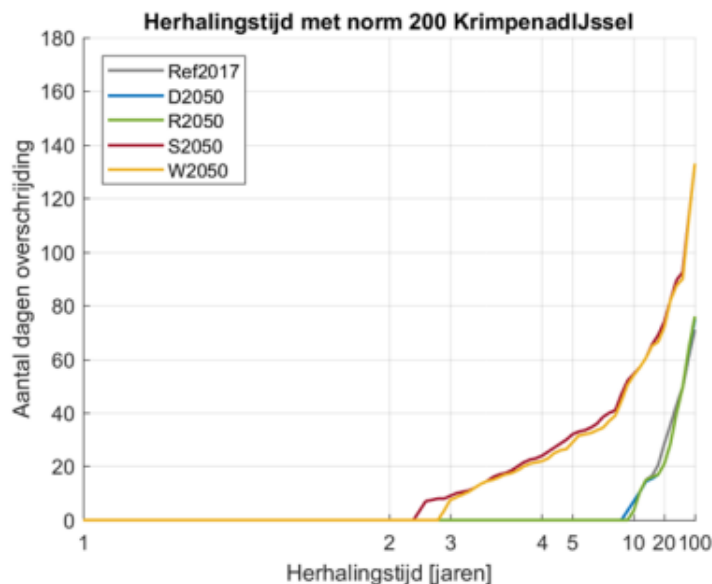 Herhalingstijd met norm 200 KrimpenadIJssel
180
160
140
120
100
80
60
40
20
0
Aantal dagen overschrijding
Ref2017
D2050
R2050
S2050
W2050
1 2 3 4 5 10 20 100
Herhalingstijd [jaren]